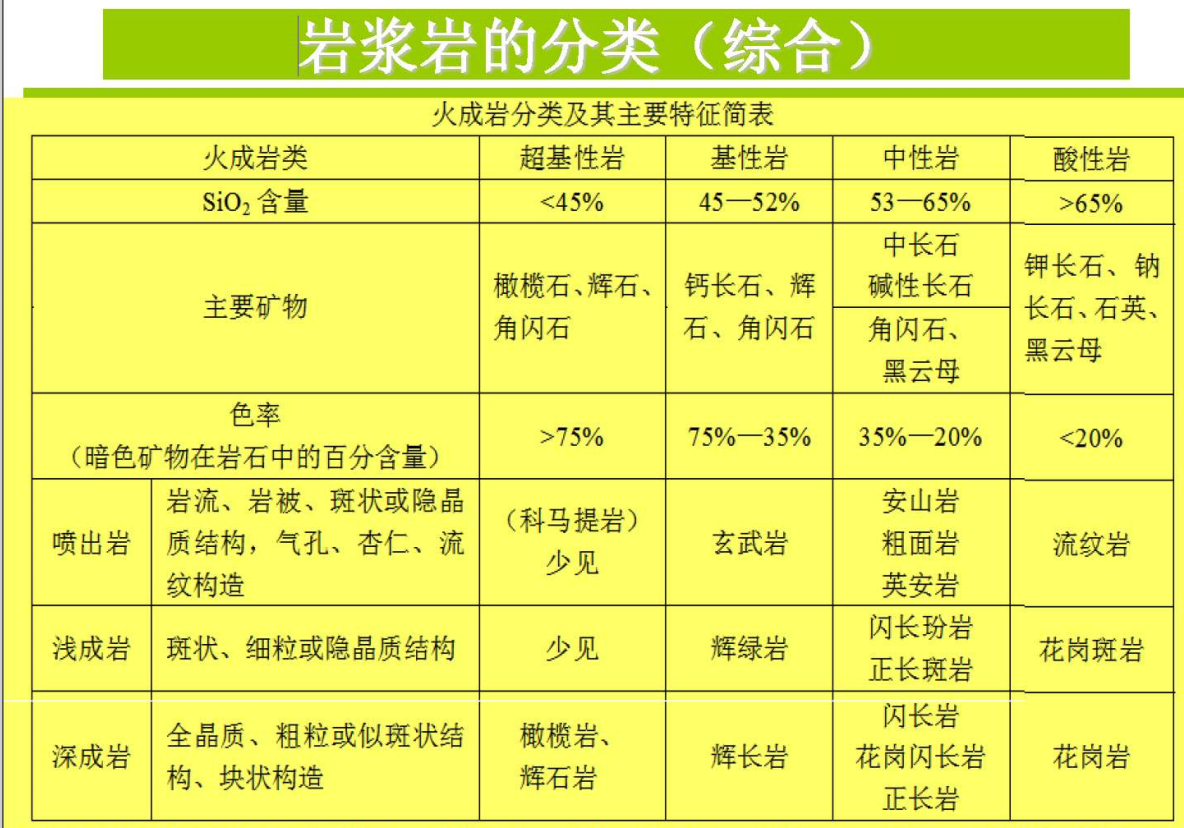 岩浆岩的分类（综合）
火成岩分类及其主要特征简表
火成岩类 超基性岩 基性岩 中性岩 酸性岩
SiO₂ 含量 <45% 45—52% 53—65% >65%
主要矿物
橄榄石、辉石、
角闪石
钙长石、辉
石、角闪石
中长石
碱性长石
角闪石、
黑云母
钾长石、钠
长石、石英、
黑云母
色率
（暗色矿物在岩石中的百分含量）
>75% 75%—35% 35%—20% <20%
喷出岩
岩流、岩被、斑状或隐晶
质结构，气孔、杏仁、流
纹构造
（科马提岩）
少见
玄武岩
安山岩
粗面岩
英安岩
流纹岩
浅成岩
斑状、细粒或隐晶质结构
少见
辉绿岩
闪长玢岩
正长斑岩
花岗斑岩
深成岩
全晶质、粗粒或似斑状结
构、块状构造
橄榄岩、
辉石岩
辉长岩
闪长岩
花岗闪长岩
正长岩
花岗岩